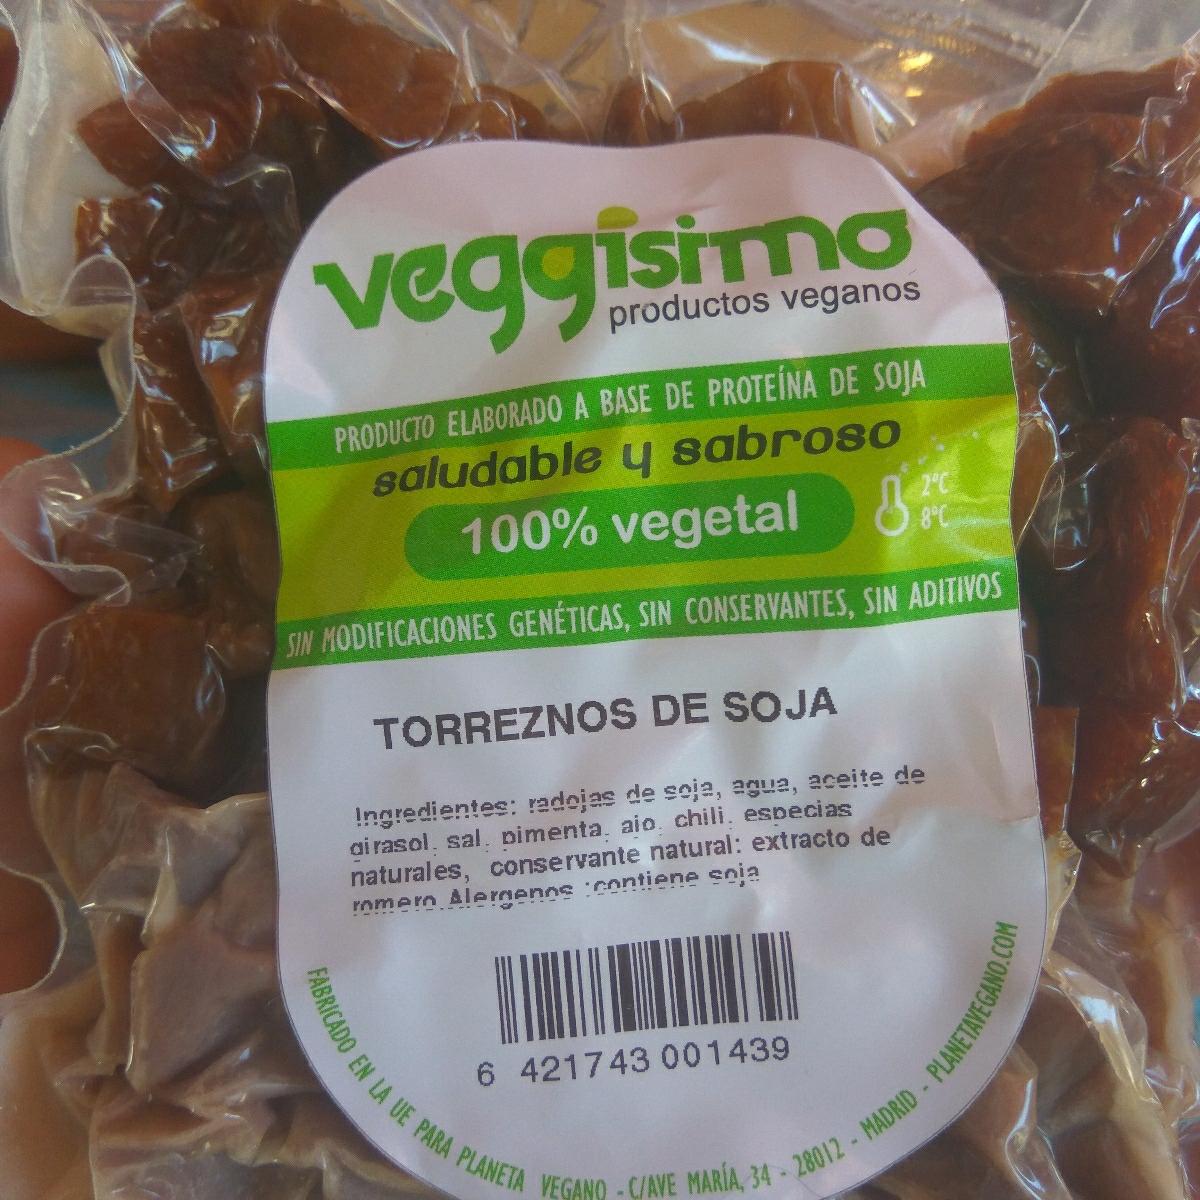 veggisimo
productos veganos
PRODUCTO ELABORADO A BASE DE PROTEÍNA DE SOJA
saludable y sabroso
100% vegetal
2°C
8°C
SIN MODIFICACIONES GENÉTICAS, SIN CONSERVANTES, SIN ADITIVOS
TORREZNOS DE SOJA
Ingredientes: radojas de soja, agua, aceite de
girasol, sal, pimenta, ajo, chili, especias
naturales, conservante natural: extracto de
romero.Alergenos :contiene soja
6 421743 001439
FABRICADO EN LA UE PARA PLANETA VEGANO - C/AVE MARÍA, 34 - 28012 - MADRID - PLANETAVEGANO.COM